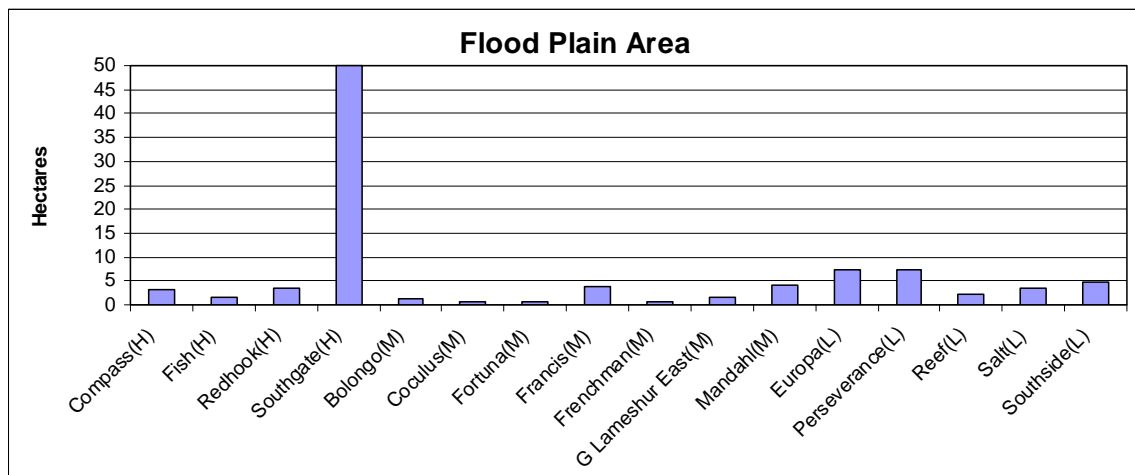 Flood Plain Area
Hectares
50
45
40
35
30
25
20
15
10
5
0
Compass(H)
Fish(H)
Redhook(H)
Southgate(H)
Bolongo(M)
Coculus(M)
Fortuna(M)
Francis(M)
Frenchman(M)
G Lameshur East(M)
Mandahl(M)
Europa(L)
Perseverance(L)
Reef(L)
Salt(L)
Southside(L)